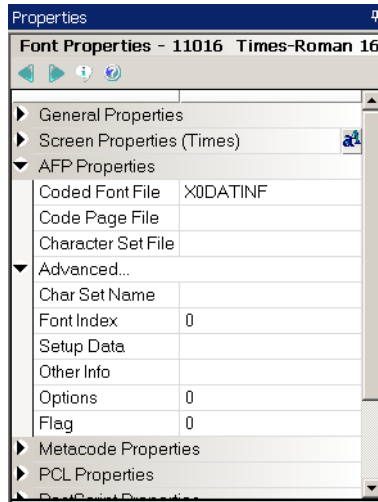 Properties
Font Properties - 11016 Times-Roman 16
General Properties
Screen Properties (Times)
AFP Properties
Coded Font File X0DATINF
Code Page File
Character Set File
Advanced...
Char Set Name
Font Index 0
Setup Data
Other Info
Options 0
Flag 0
Metacode Properties
PCL Properties
PostScript Properties